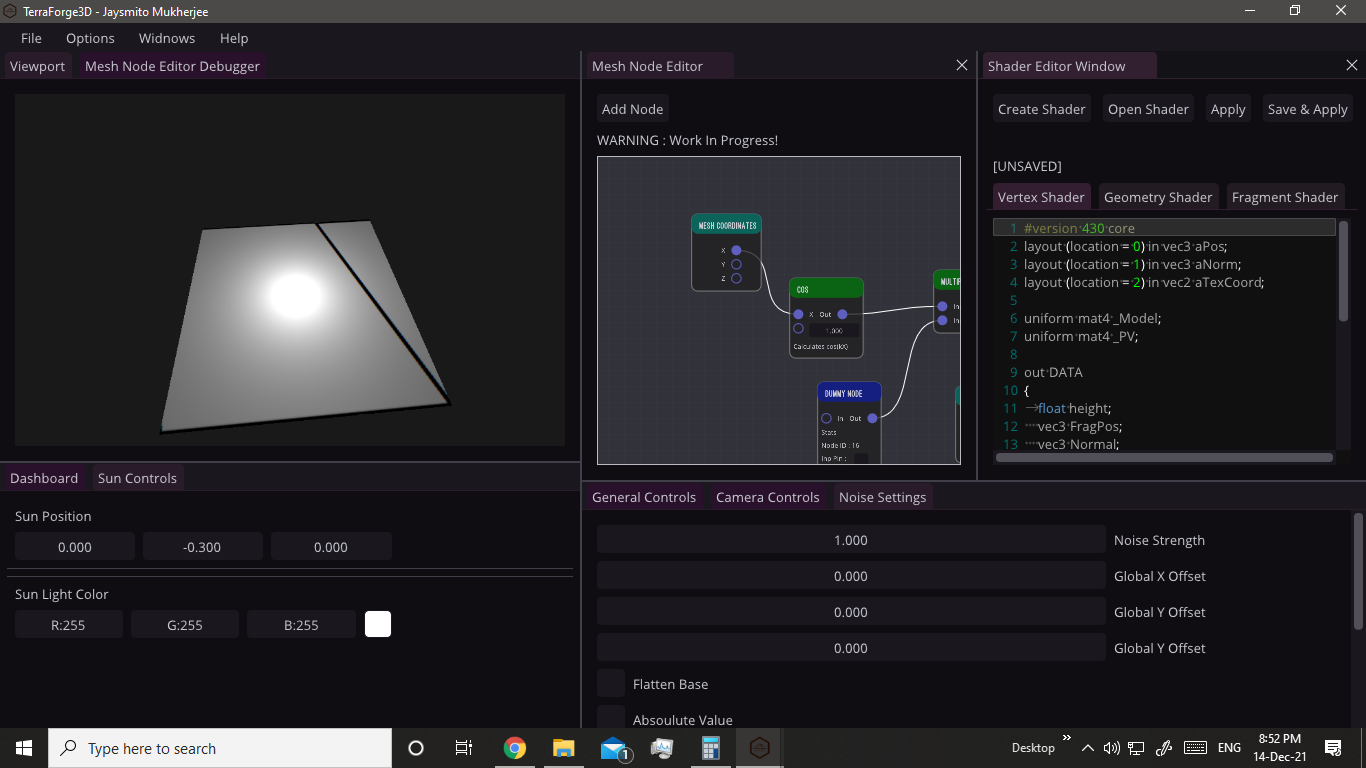 TerraForge3D - Jaysmito Mukherjee
File Options Widnows Help
Viewport Mesh Node Editor Debugger
Mesh Node Editor
Add Node
WARNING : Work In Progress!
MESH COORDINATES
X
Y
Z
COS
X Out
1.000
Calculates cos(kX)
MULTIP
In
In
DUMMY NODE
In Out
Stats
Node ID : 16
Inp Pin :
Shader Editor Window
Create Shader Open Shader Apply Save & Apply
[UNSAVED]
Vertex Shader Geometry Shader Fragment Shader
1 #version 430 core
2 layout (location = 0) in vec3 aPos;
3 layout (location = 1) in vec3 aNorm;
4 layout (location = 2) in vec2 aTexCoord;
5
6 uniform mat4 _Model;
7 uniform mat4 _PV;
8
9 out DATA
10 {
11 float height;
12 vec3 FragPos;
13 vec3 Normal;
Dashboard Sun Controls
Sun Position
0.000 -0.300 0.000
Sun Light Color
R:255 G:255 B:255
General Controls Camera Controls Noise Settings
1.000 Noise Strength
0.000 Global X Offset
0.000 Global Y Offset
0.000 Global Y Offset
Flatten Base
Absoulute Value
Type here to search
1
Desktop
ENG
8:52 PM
14-Dec-21